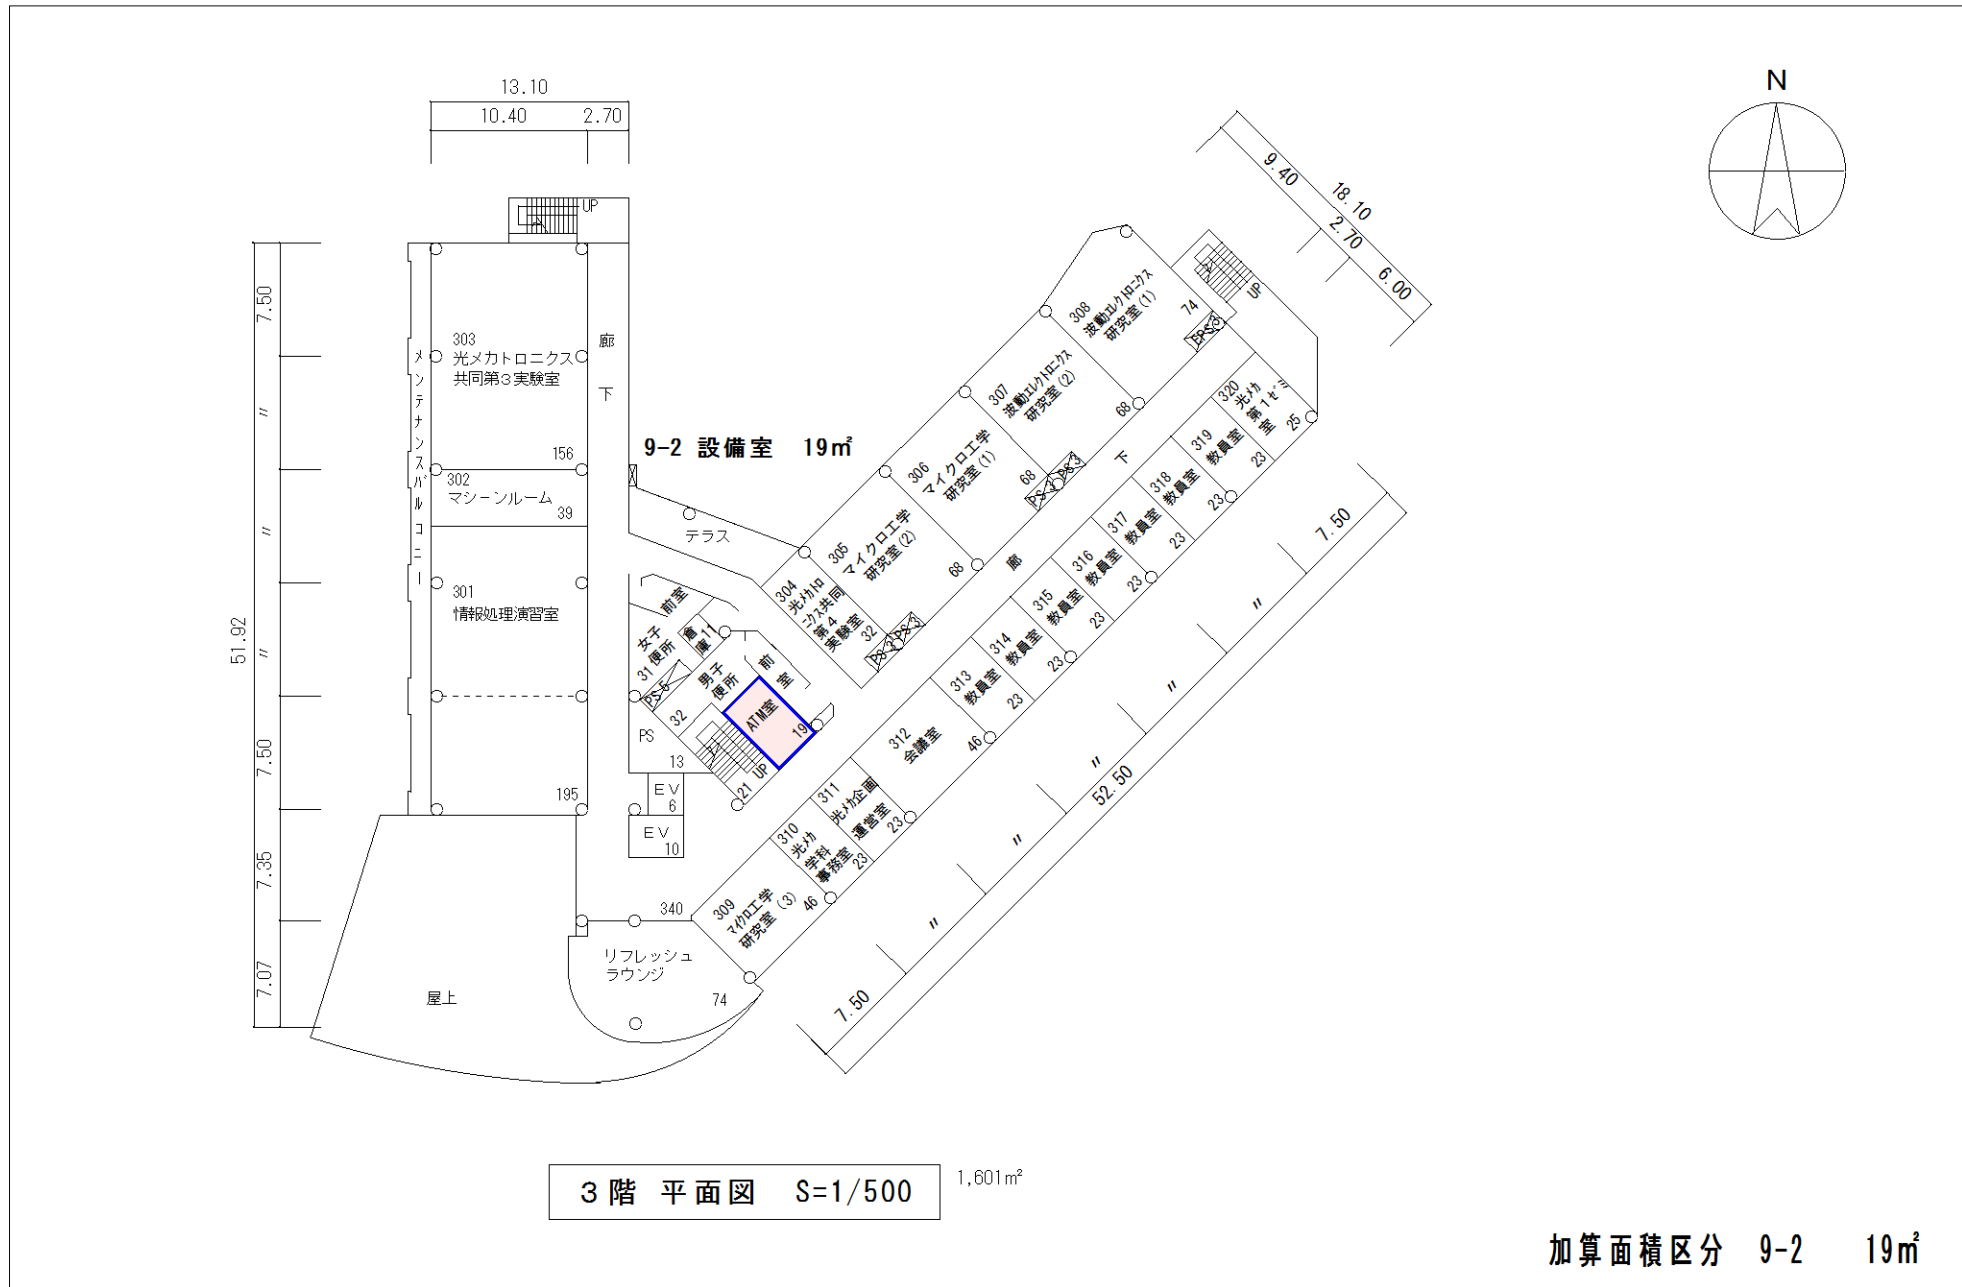 13.10
10.40
2.70
N
9.40
18.10
2.70
6.00
UP
UP
7.50
〃
〃
〃
7.50
7.35
7.07
51.92
メンテナンスバルコニー
303
光メカトロニクス
共同第3実験室
156
302
マシーンルーム
39
301
情報処理演習室
195
廊
下
9-2 設備室 19㎡
テラス
308
波動エレクトロニクス
研究室(1)
74
EPS3
307
波動エレクトロニクス
研究室(2)
68
306
マイクロ工学
研究室(1)
68
PS 3
PS 3
305
マイクロ工学
研究室(2)
68
304
光メカトロ
ニクス共同
第4
実験室
32
PS 3
PS 3
廊
下
320
光メカ
第1ゼミ
室
25
319
教員室
23
318
教員室
23
317
教員室
23
316
教員室
23
315
教員室
23
314
教員室
23
313
教員室
23
312
会議室
46
311
光メカ企画
運営室
23
310
光メカ
学科
事務室
23
309
マイクロ工学
研究室(3)
46
前室
女子
便所
31
倉
庫
11
PS 5
男子
便所
32
前
室
ATM室
19
PS
13
UP
21
EV
6
EV
10
340
リフレッシュ
ラウンジ
74
屋上
7.50
〃
〃
〃
〃
〃
7.50
52.50
3階 平面図 S=1/500
1,601㎡
加算面積区分 9-2 19㎡